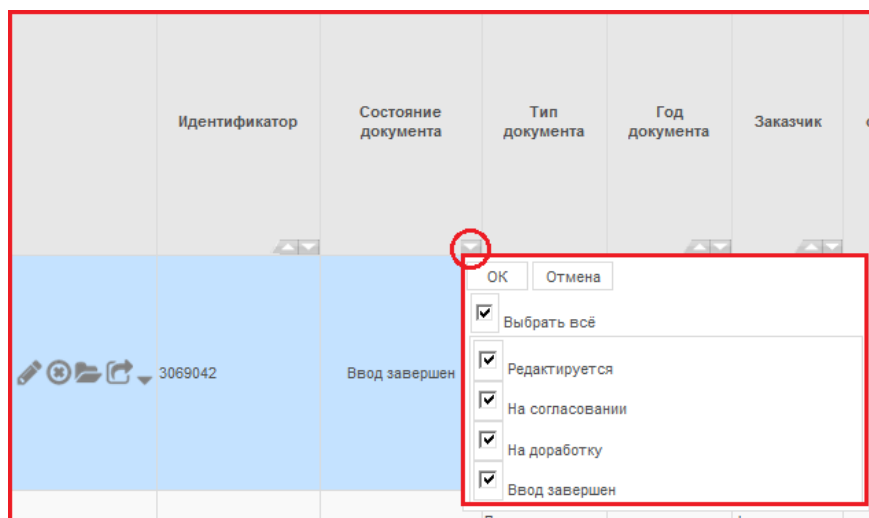 Идентификатор
Состояние
документа
Тип
документа
Год
документа
Заказчик
ОК Отмена
Выбрать всё
3069042
Ввод завершен
Редактируется
На согласовании
На доработку
Ввод завершен